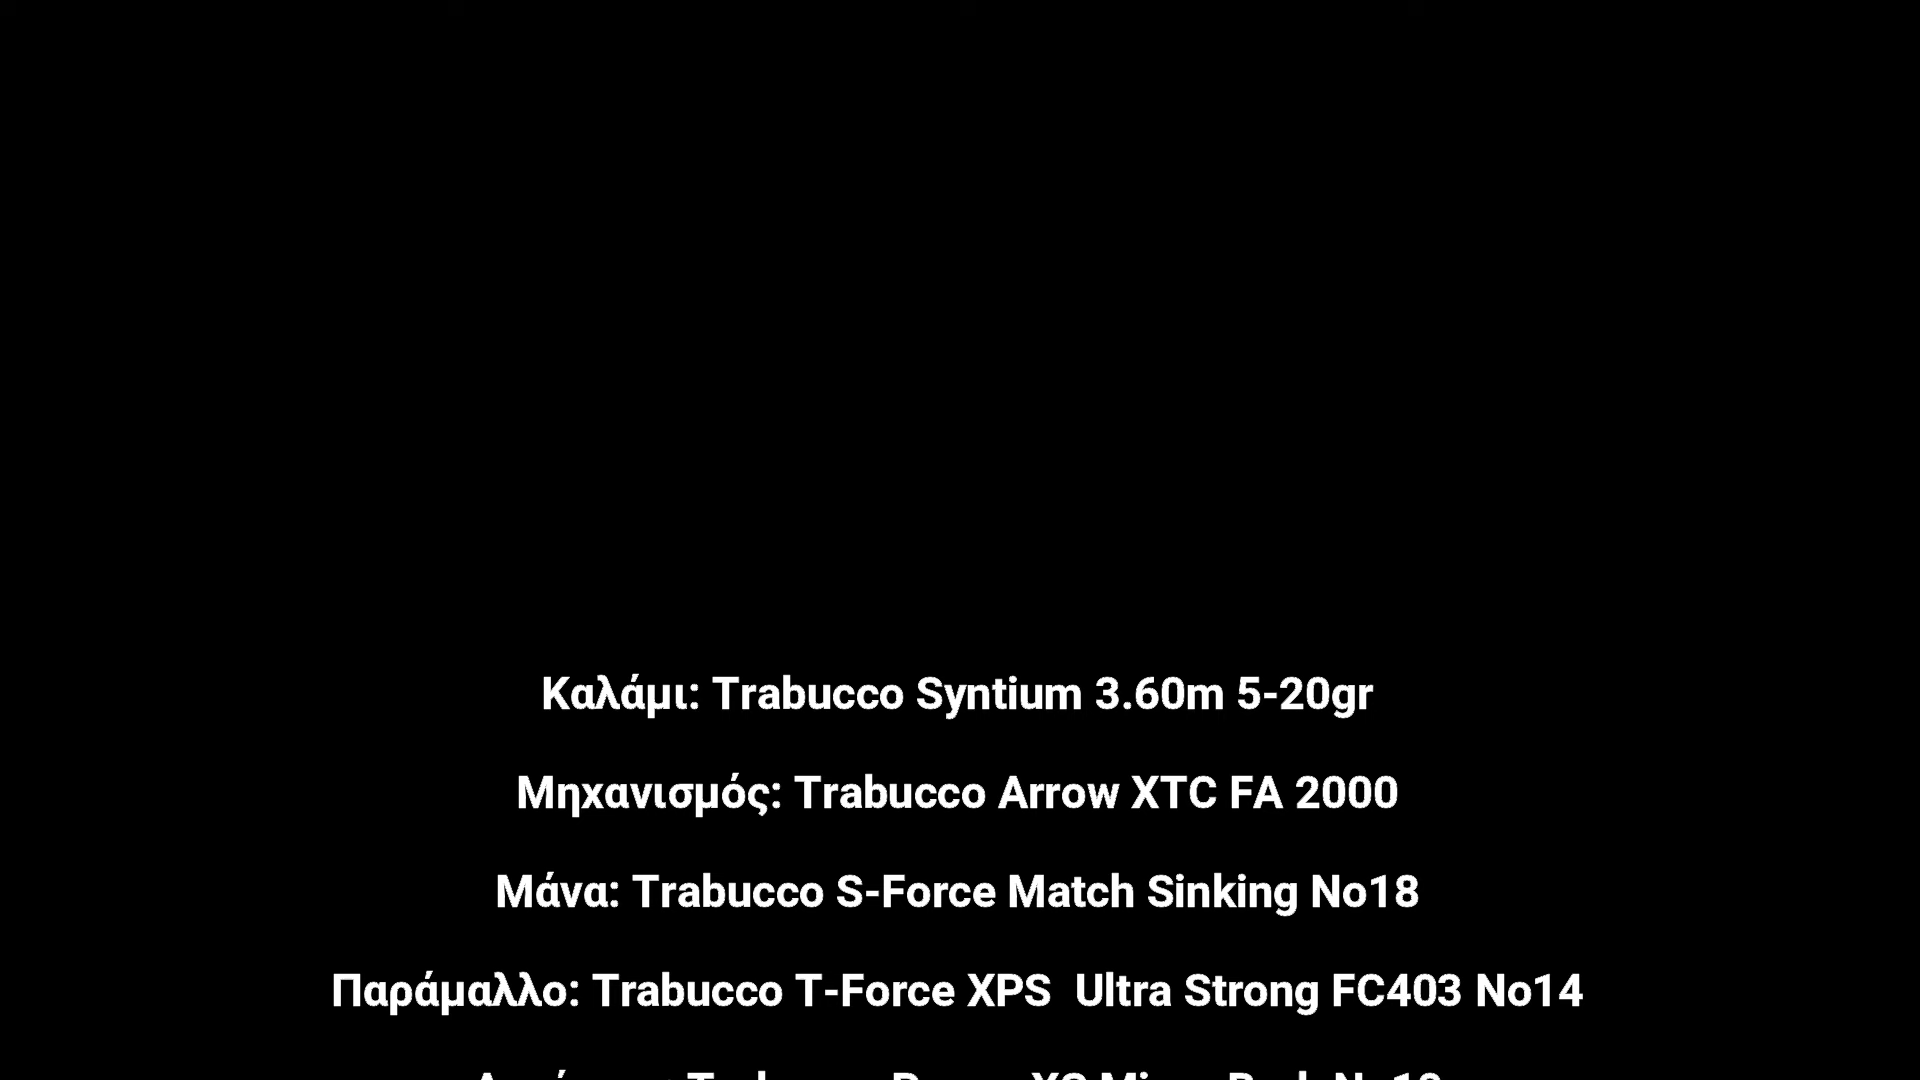 Καλάμι: Trabucco Syntium 3.60m 5-20gr
Μηχανισμός: Trabucco Arrow XTC FA 2000
Μάνα: Trabucco S-Force Match Sinking No18
Παράμαλλο: Trabucco T-Force XPS  Ultra Strong FC403 No14